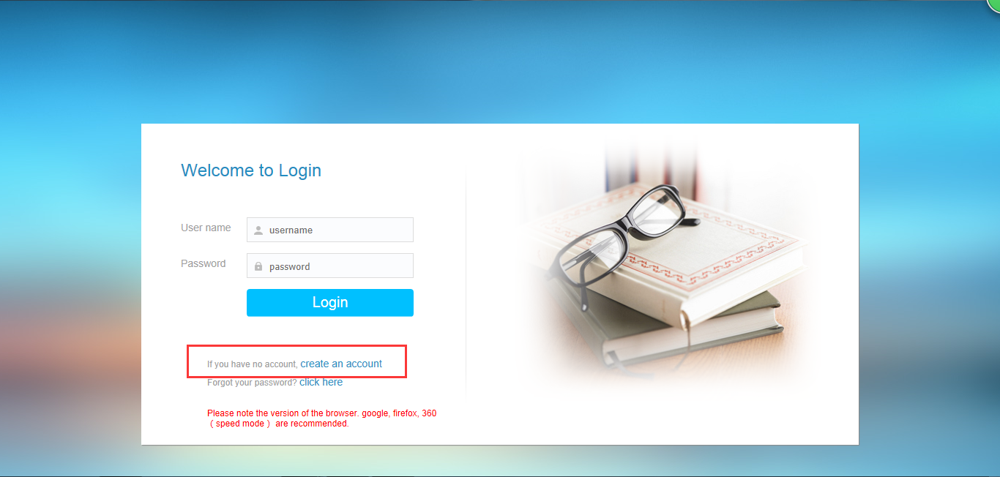 Welcome to Login
User name
username
Password
password
Login
If you have no account, create an account
Forgot your password? click here
Please note the version of the browser. google, firefox, 360
（speed mode） are recommended.